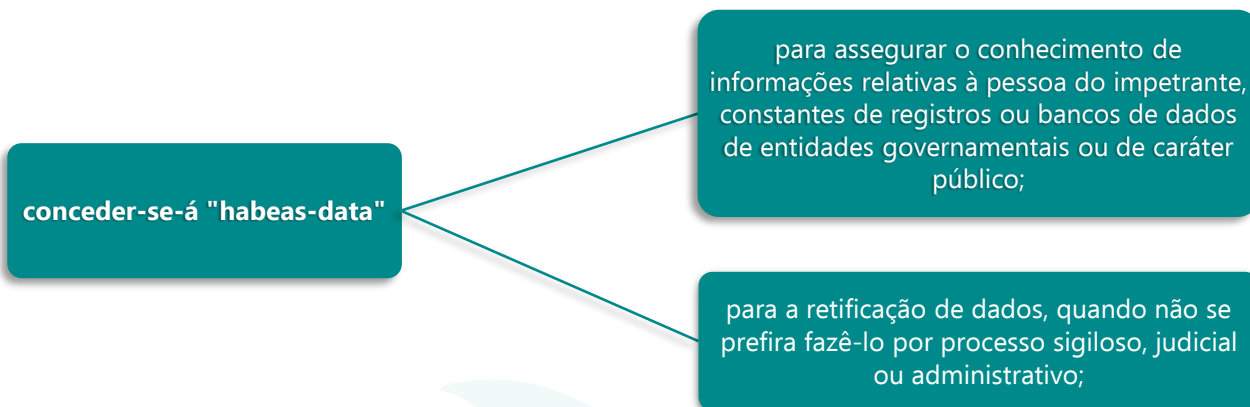 conceder-se-á "habeas-data"
para assegurar o conhecimento de
informações relativas à pessoa do impetrante,
constantes de registros ou bancos de dados
de entidades governamentais ou de caráter
público;
para a retificação de dados, quando não se
prefira fazê-lo por processo sigiloso, judicial
ou administrativo;